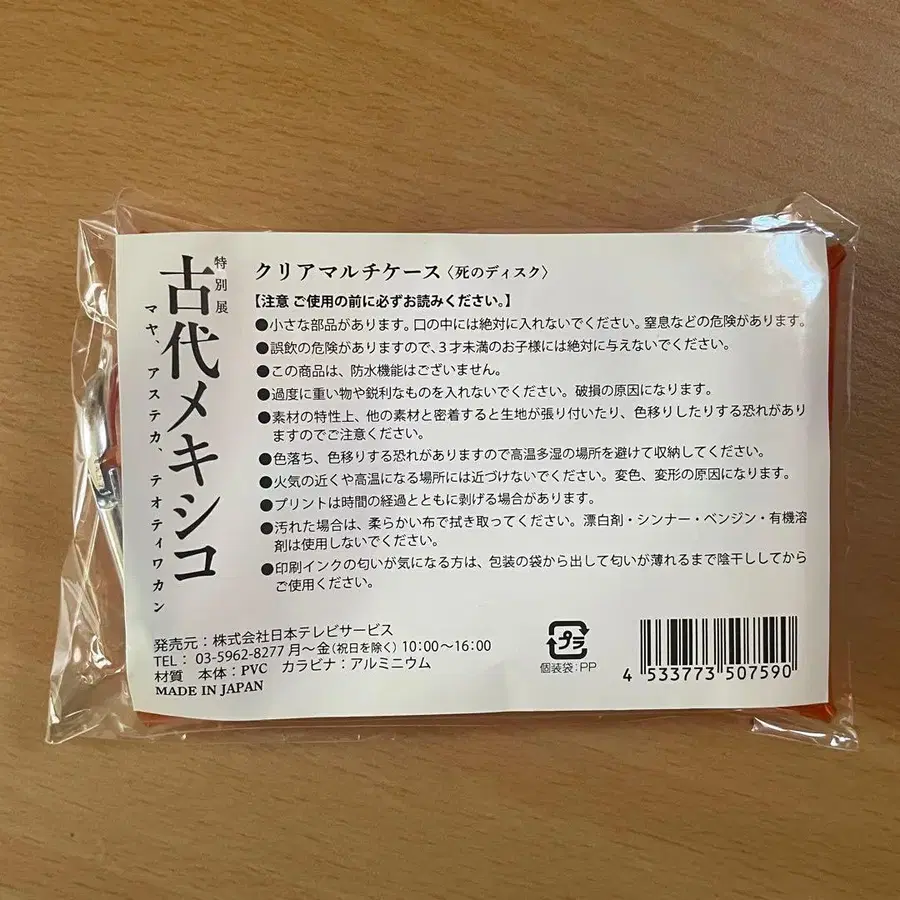 特別展
古代メキシコ
マヤ、アステカ、テオティワカン
クリアマルチケース〈死のディスク〉
【注意 ご使用の前に必ずお読みください。】
●小さな部品があります。口の中には絶対に入れないでください。窒息などの危険があります。
●誤飲の危険がありますので、3才未満のお子様には絶対に与えないでください。
●この商品は、防水機能はございません。
●過度に重い物や鋭利なものを入れないでください。破損の原因になります。
●素材の特性上、他の素材と密着すると生地が張り付いたり、色移りしたりする恐れがあり
ますのでご注意ください。
●色落ち、色移りする恐れがありますので高温多湿の場所を避けて収納してください。
●火気の近くや高温になる場所には近づけないでください。変色、変形の原因になります。
●プリントは時間の経過とともに剥げる場合があります。
●汚れた場合は、柔らかい布で拭き取ってください。漂白剤・シンナー・ベンジン・有機溶
剤は使用しないでください。
●印刷インクの匂いが気になる方は、包装の袋から出して匂いが薄れるまで陰干ししてから
ご使用ください。
発売元：株式会社日本テレビサービス
TEL： 03-5962-8277 月～金(祝日を除く) 10:00～16:00
材質 本体：PVC カラビナ：アルミニウム
MADE IN JAPAN
プラ
個装袋：PP
4 533773 507590